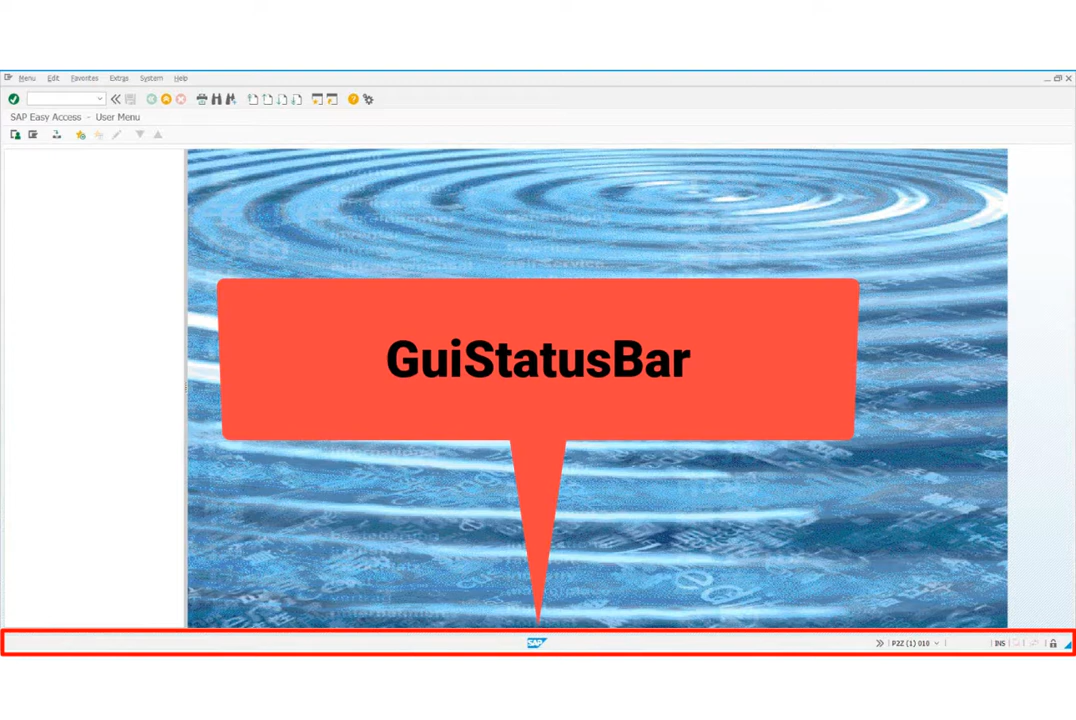 Menu Edit Favorites Extras System Help
SAP Easy Access - User Menu
GuiStatusBar
SAP
P2Z (1) 010
INS